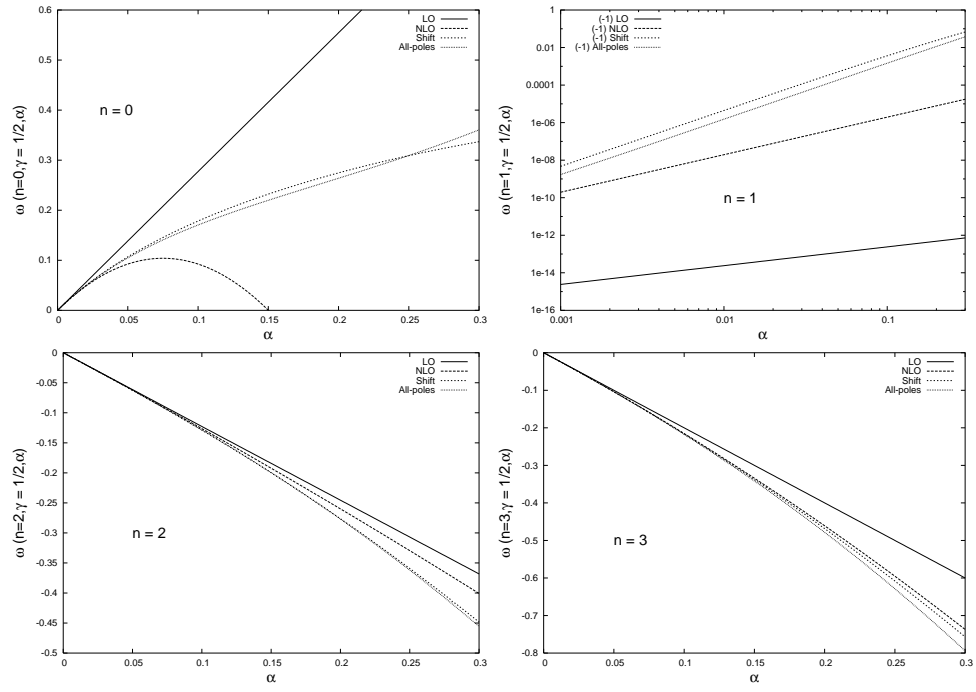 0.6
0.5
0.4
0.3
0.2
0.1
0
ω (n=0,γ = 1/2,α)
n = 0
LO
NLO
Shift
All-poles
0 0.05 0.1 0.15 0.2 0.25 0.3
α
1
0.01
0.0001
1e-06
1e-08
1e-10
1e-12
1e-14
1e-16
ω (n=1,γ = 1/2,α)
(-1) LO
(-1) NLO
(-1) Shift
(-1) All-poles
n = 1
0.001 0.01 0.1
α
0
-0.05
-0.1
-0.15
-0.2
-0.25
-0.3
-0.35
-0.4
-0.45
-0.5
ω (n=2,γ = 1/2,α)
LO
NLO
Shift
All-poles
n = 2
0 0.05 0.1 0.15 0.2 0.25 0.3
α
0
-0.1
-0.2
-0.3
-0.4
-0.5
-0.6
-0.7
-0.8
ω (n=3,γ = 1/2,α)
LO
NLO
Shift
All-poles
n = 3
0 0.05 0.1 0.15 0.2 0.25 0.3
α